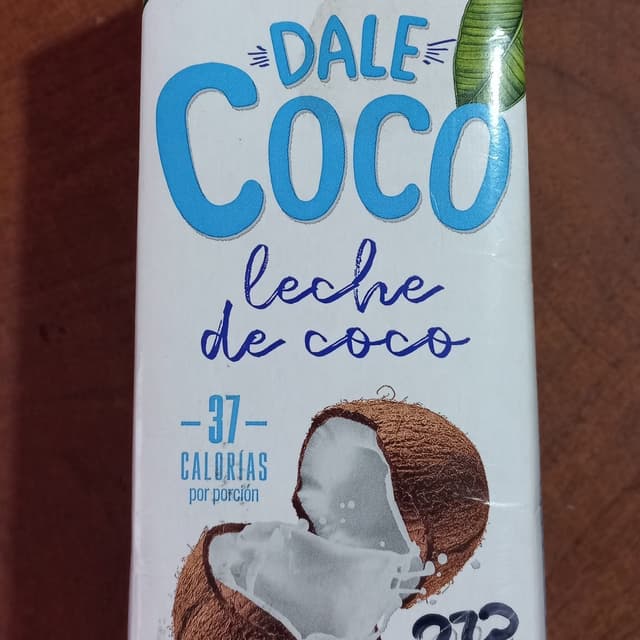 DALE
COCO
leche
de coco
37
CALORÍAS
por porción